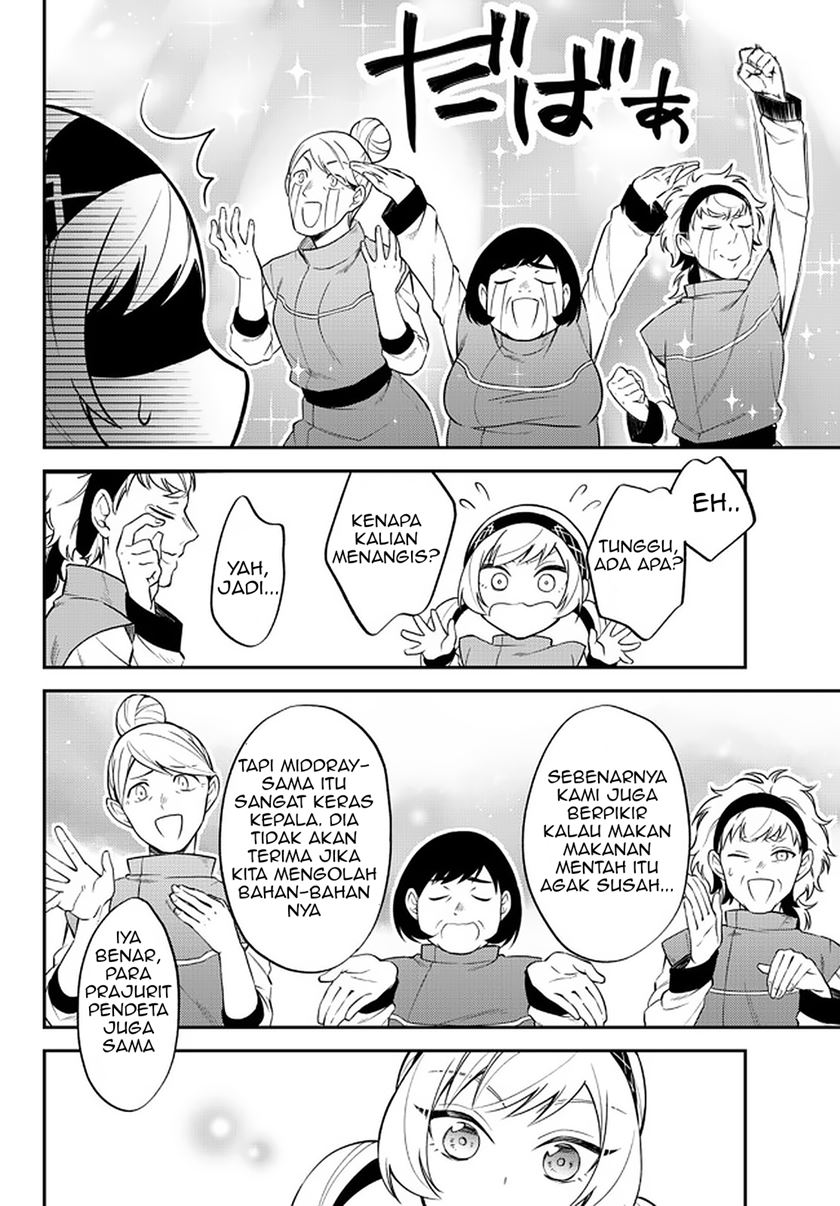 だばぁ
EH..
TUNGGU,
ADA APA?
KENAPA
KALIAN
MENANGIS?
YAH,
JADI...
SEBENARNYA
KAMI JUGA
BERPIKIR
KALAU MAKAN
MAKANAN
MENTAH ITU
AGAK SUSAH...
TAPI MIDDRAY-
SAMA ITU
SANGAT KERAS
KEPALA. DIA
TIDAK AKAN
TERIMA JIKA
KITA MENGOLAH
BAHAN-BAHAN
NYA
IYA
BENAR,
PARA
PRAJURIT
PENDETA
JUGA
SAMA